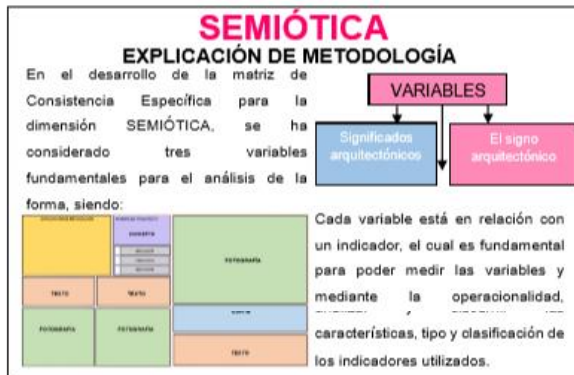 SEMIÓTICA
EXPLICACIÓN DE METODOLOGÍA
En el desarrollo de la matriz de
Consistencia Específica para la
dimensión SEMIÓTICA, se ha
considerado tres variables
fundamentales para el análisis de la
forma, siendo:
VARIABLES
Significados
arquitectónicos
El signo
arquitectónico
CONCEPTO
FOTOGRAFÍA
TEXTO
TEXTO
FOTOGRAFÍA
FOTOGRAFÍA
TEXTO
Cada variable está en relación con
un indicador, el cual es fundamental
para poder medir las variables y
mediante la operacionalidad,
características, tipo y clasificación de
los indicadores utilizados.